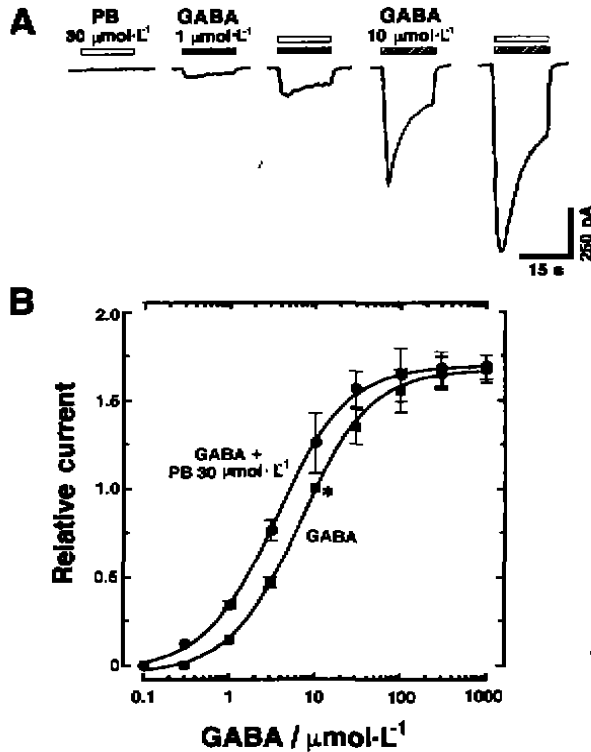 A
PB
30 μmol·L-1
GABA
1 μmol·L-1
GABA
10 μmol·L-1
250 pA
15 s
B
2.0
1.5
1.0
0.5
0
Relative current
GABA +
PB 30 μmol·L-1
*
GABA
0.1 1 10 100 1000
GABA / μmol·L-1